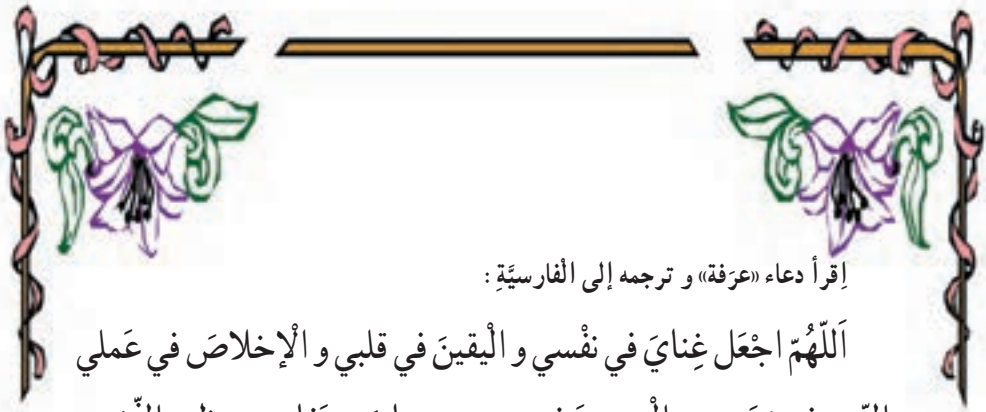 اِقرأ دعاء «عرَفة» و ترجمه إلى الْفارسيَّةِ :
اَللّهُمّ اجْعَل غِنايَ في نفْسي و الْيقينَ في قلبي و الْإخلاصَ في عَملي